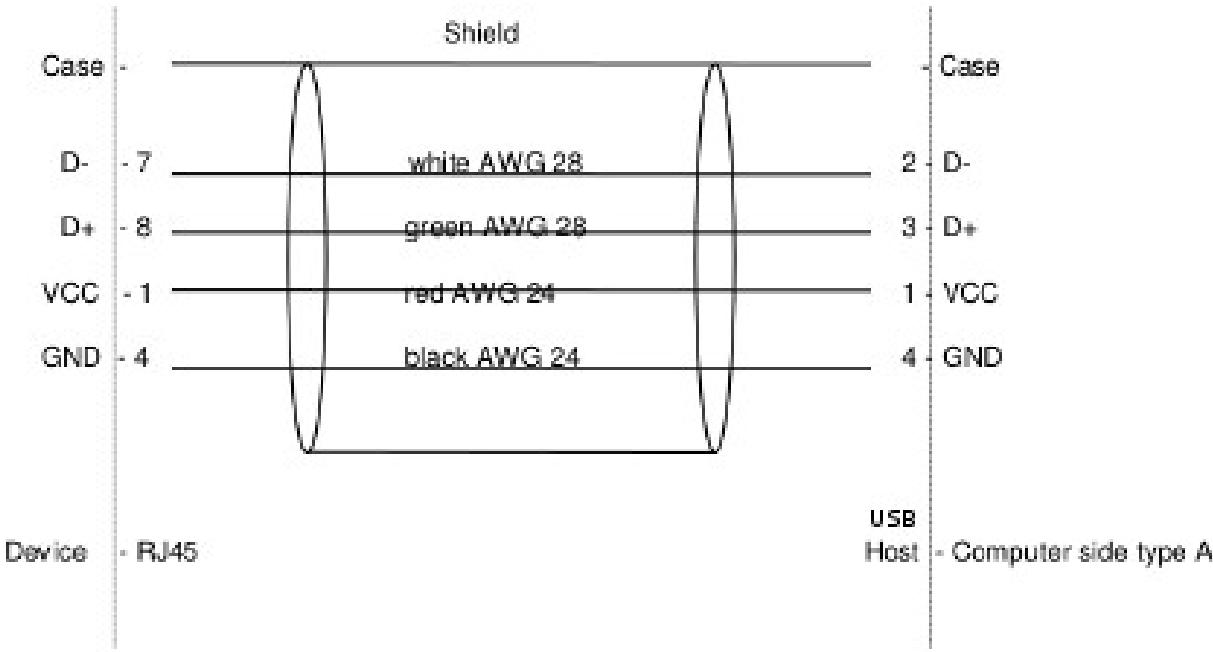 Shield
Case - - Case
D- - 7 white AWG 28 2 - D-
D+ - 8 green AWG 28 3 - D+
VCC - 1 red AWG 24 1 - VCC
GND - 4 black AWG 24 4 - GND
USB
Device - RJ45 Host - Computer side type A